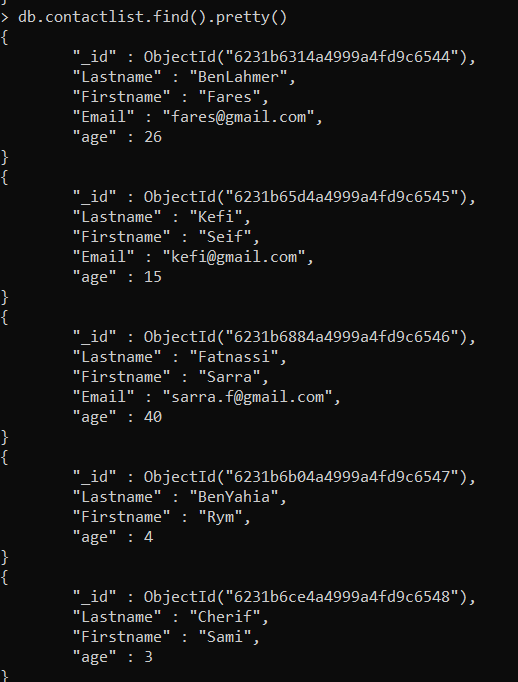 > db.contactlist.find().pretty()
{
        "_id" : ObjectId("6231b6314a4999a4fd9c6544"),
        "Lastname" : "BenLahmer",
        "Firstname" : "Fares",
        "Email" : "fares@gmail.com",
        "age" : 26
}
{
        "_id" : ObjectId("6231b65d4a4999a4fd9c6545"),
        "Lastname" : "Kefi",
        "Firstname" : "Seif",
        "Email" : "kefi@gmail.com",
        "age" : 15
}
{
        "_id" : ObjectId("6231b6884a4999a4fd9c6546"),
        "Lastname" : "Fatnassi",
        "Firstname" : "Sarra",
        "Email" : "sarra.f@gmail.com",
        "age" : 40
}
{
        "_id" : ObjectId("6231b6b04a4999a4fd9c6547"),
        "Lastname" : "BenYahia",
        "Firstname" : "Rym",
        "age" : 4
}
{
        "_id" : ObjectId("6231b6ce4a4999a4fd9c6548"),
        "Lastname" : "Cherif",
        "Firstname" : "Sami",
        "age" : 3
}